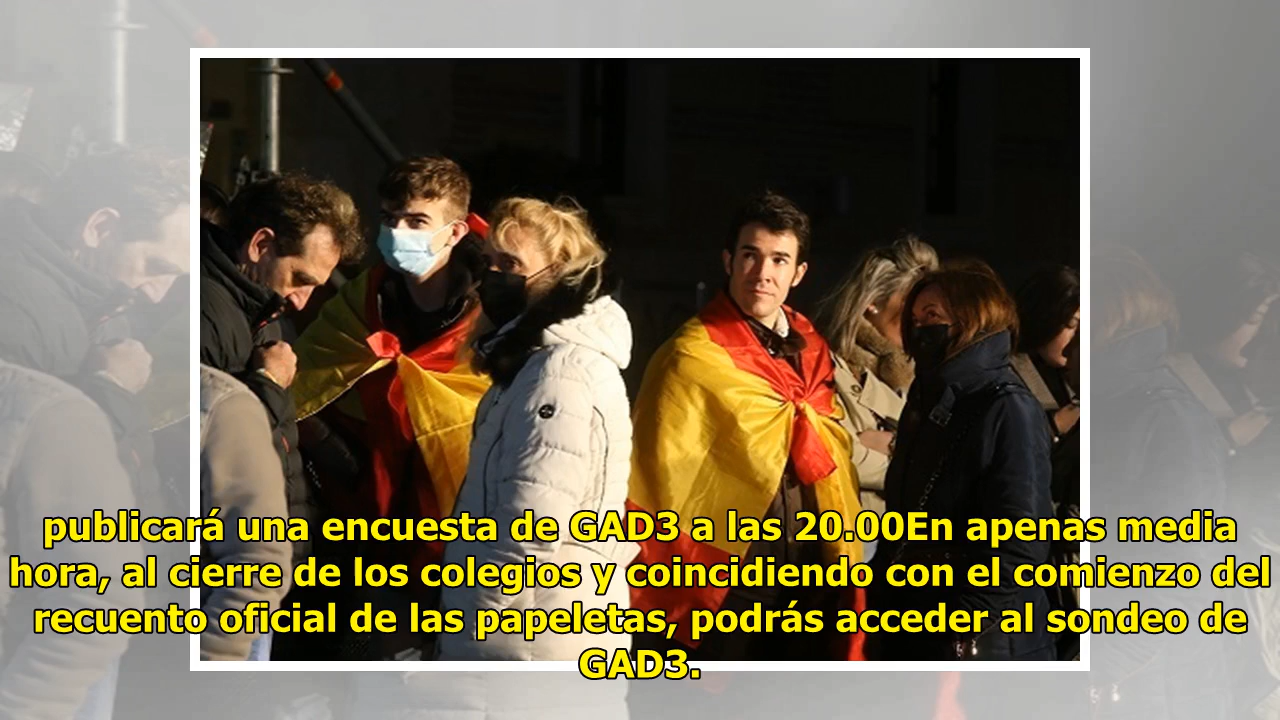 publicará una encuesta de GAD3 a las 20.00En apenas media
hora, al cierre de los colegios y coincidiendo con el comienzo del
recuento oficial de las papeletas, podrás acceder al sondeo de
GAD3.